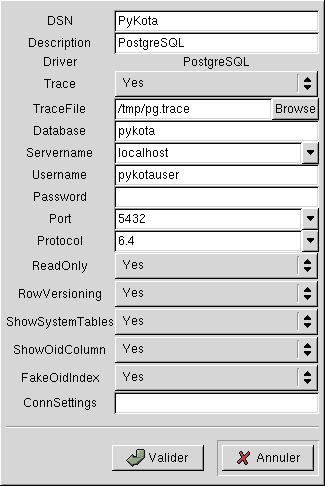 DSN PyKota
Description PostgreSQL
Driver PostgreSQL
Trace Yes
TraceFile /tmp/pg.trace Browse
Database pykota
Servername localhost
Username pykotauser
Password
Port 5432
Protocol 6.4
ReadOnly Yes
RowVersioning Yes
ShowSystemTables Yes
ShowOidColumn Yes
FakeOidIndex Yes
ConnSettings
Valider Annuler